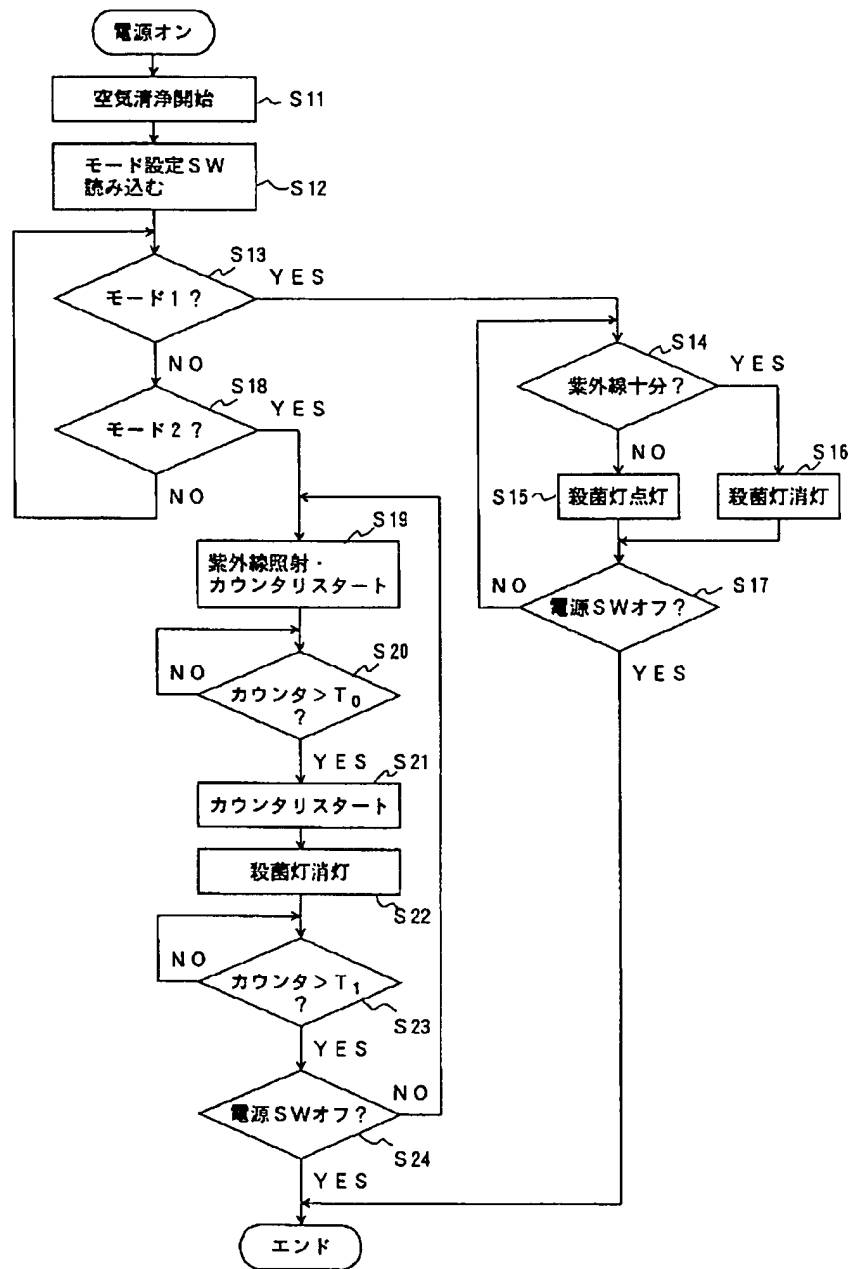 電源オン
空気清浄開始
S11
モード設定SW
読み込む
S12
S13
モード1?
YES
NO
S18
モード2?
YES
NO
S14
紫外線十分?
YES
NO
S15
殺菌灯点灯
S16
殺菌灯消灯
S17
電源SWオフ?
NO
YES
S19
紫外線照射・
カウンタリスタート
S20
カウンタ>T0
?
NO
YES
S21
カウンタリスタート
殺菌灯消灯
S22
カウンタ>T1
?
NO
S23
YES
電源SWオフ?
NO
S24
YES
エンド